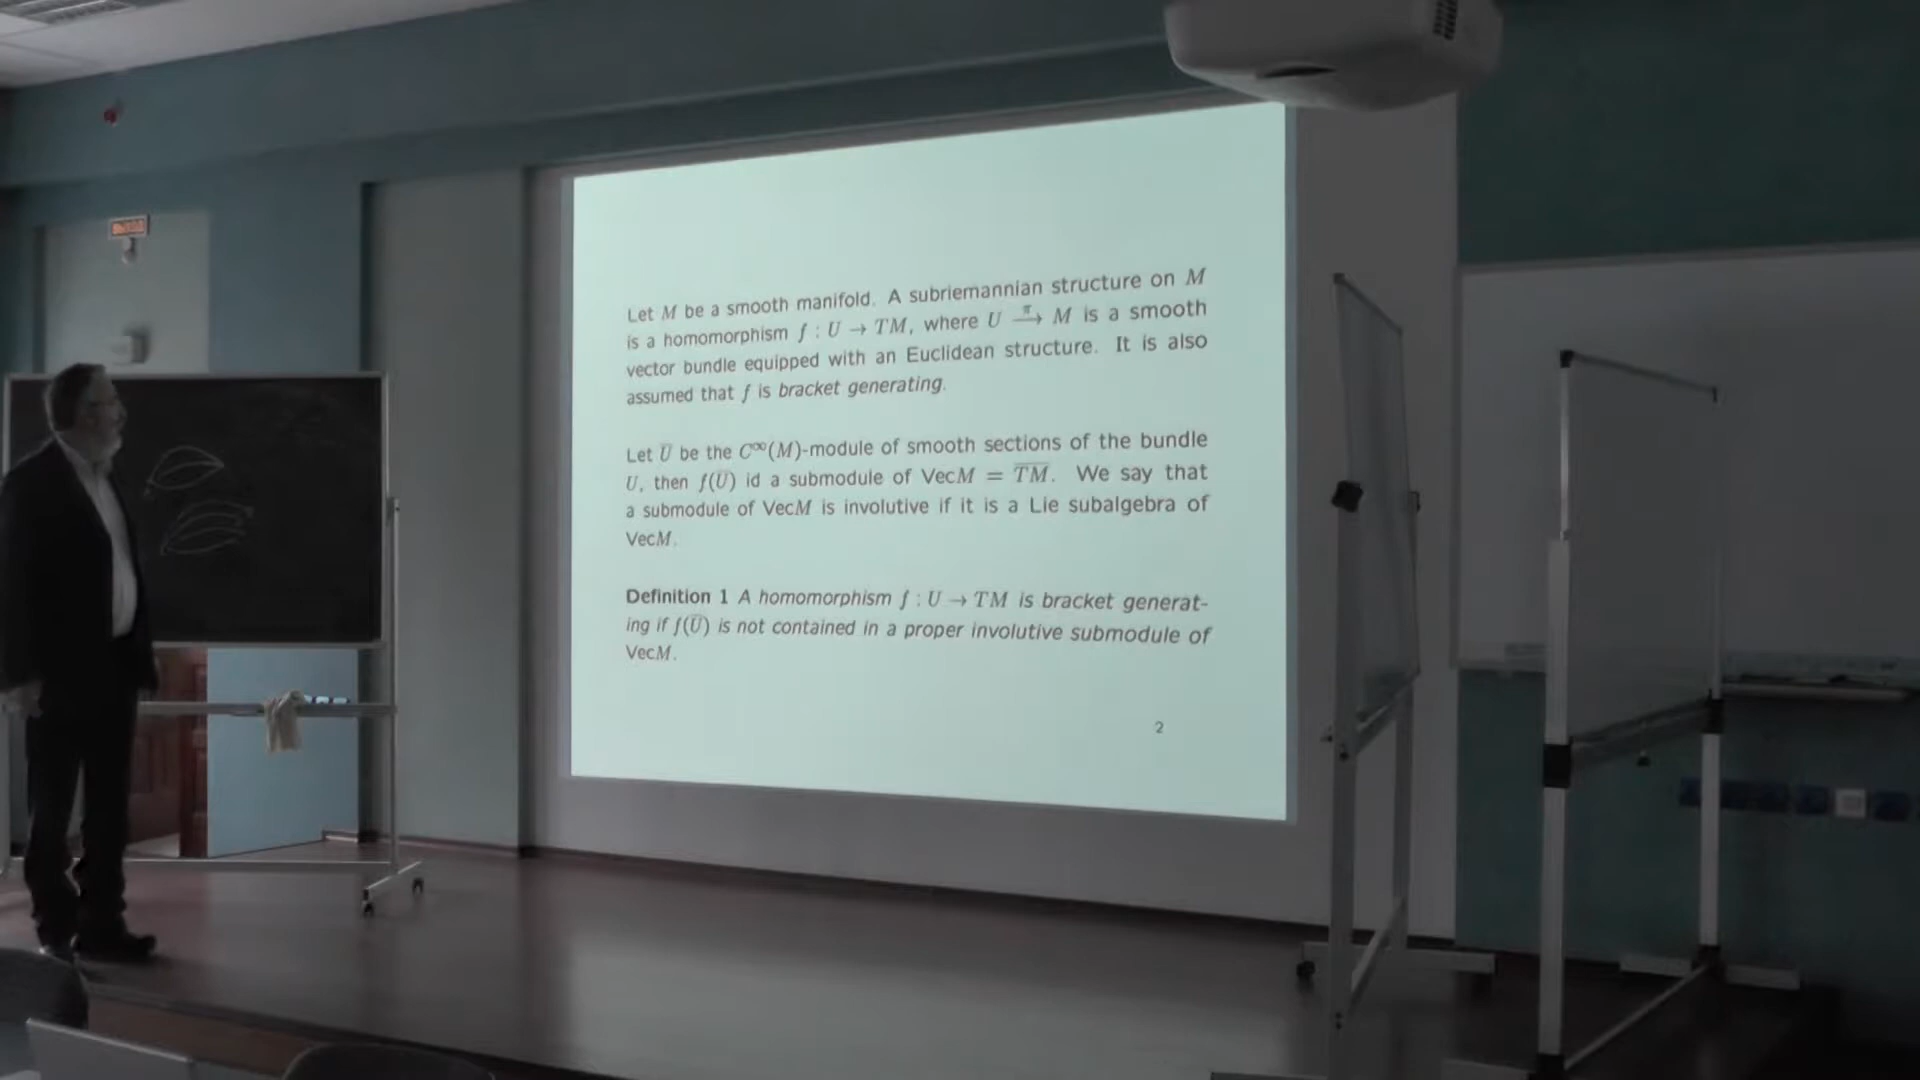 Let M be a smooth manifold. A subriemannian structure on M
is a homomorphism f : U → TM, where U π⟶ M is a smooth
vector bundle equipped with an Euclidean structure. It is also
assumed that f is bracket generating.
Let U̅ be the C^∞(M)-module of smooth sections of the bundle
U, then f(U̅) id a submodule of VecM = T̅M̅. We say that
a submodule of VecM is involutive if it is a Lie subalgebra of
VecM.
Definition 1 A homomorphism f : U → TM is bracket generat-
ing if f(U̅) is not contained in a proper involutive submodule of
VecM.
2